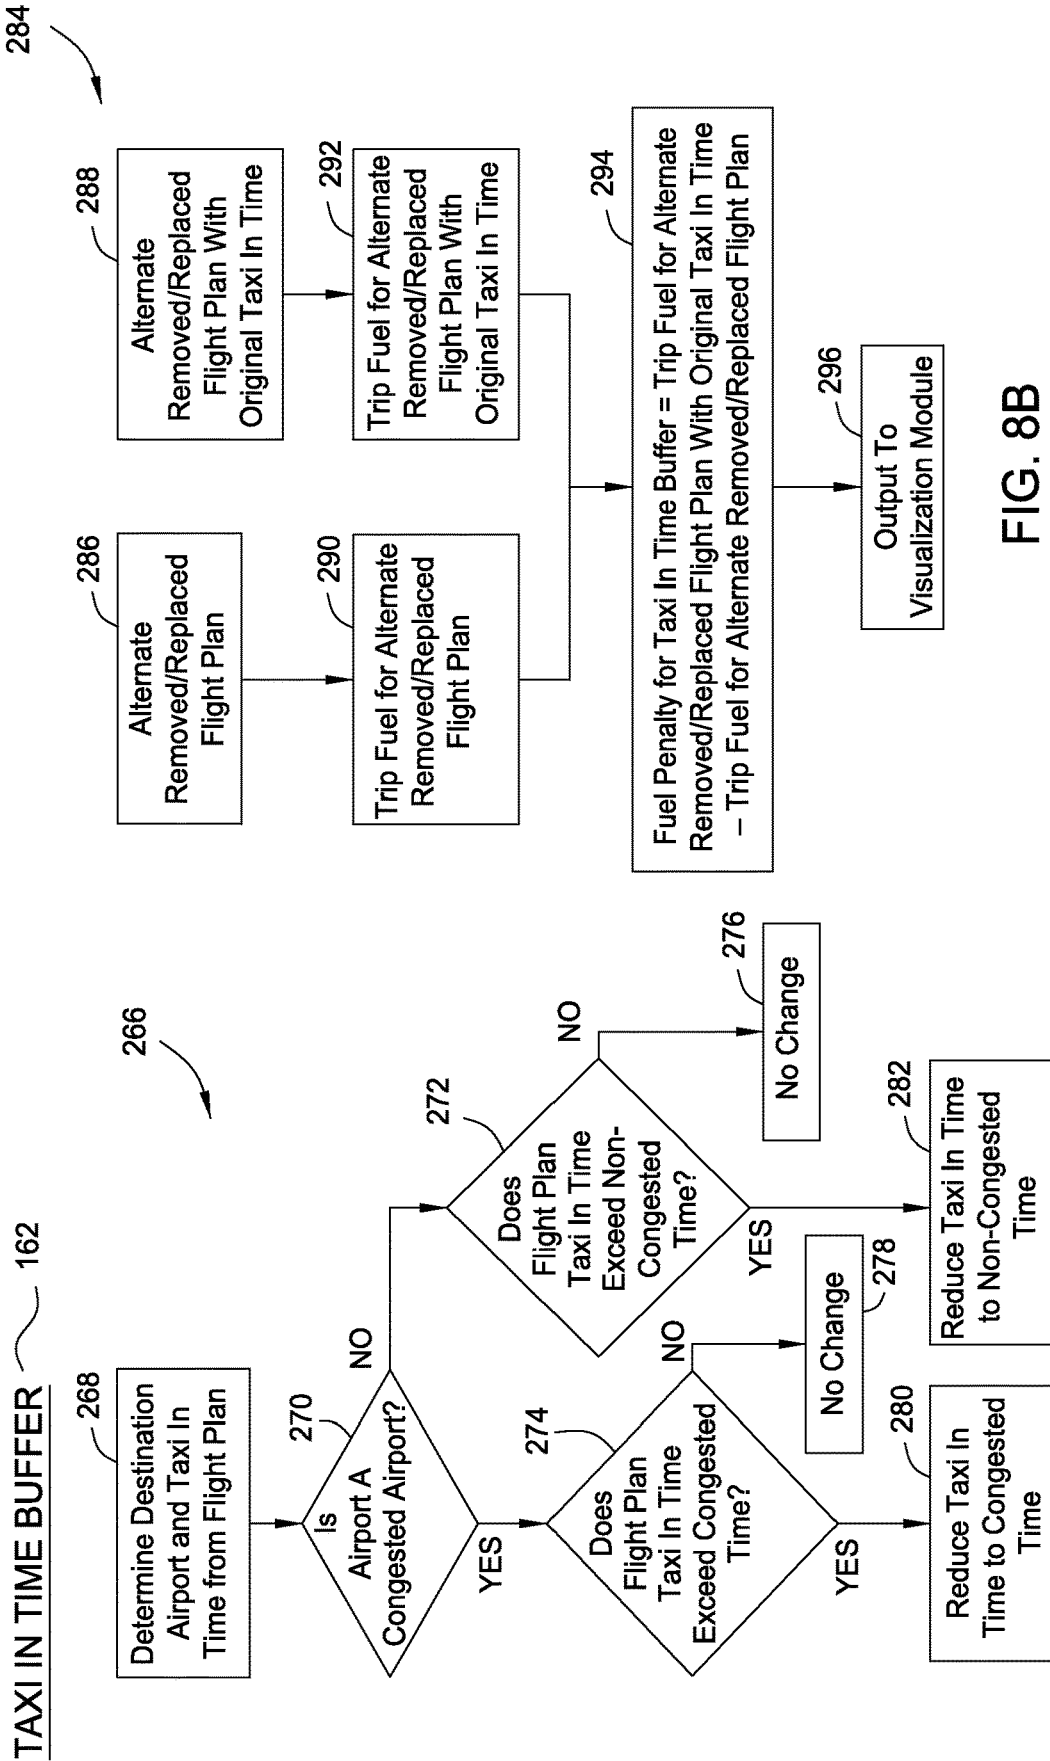 TAXI IN TIME BUFFER 162
266
268
Determine Destination
Airport and Taxi In
Time from Flight Plan
270
Is
Airport A
Congested Airport?
NO
YES
272
Does
Flight Plan
Taxi In Time
Exceed Non-
Congested
Time?
NO
YES
274
Does
Flight Plan
Taxi In Time
Exceed Congested
Time?
NO
YES
276
No Change
No Change
278
280
Reduce Taxi In
Time to Congested
Time
282
Reduce Taxi In Time
to Non-Congested
Time
284
286
Alternate
Removed/Replaced
Flight Plan
288
Alternate
Removed/Replaced
Flight Plan With
Original Taxi In Time
290
Trip Fuel for Alternate
Removed/Replaced
Flight Plan
292
Trip Fuel for Alternate
Removed/Replaced
Flight Plan With
Original Taxi In Time
294
Fuel Penalty for Taxi In Time Buffer = Trip Fuel for Alternate
Removed/Replaced Flight Plan With Original Taxi In Time
– Trip Fuel for Alternate Removed/Replaced Flight Plan
296
Output To
Visualization Module
FIG. 8B